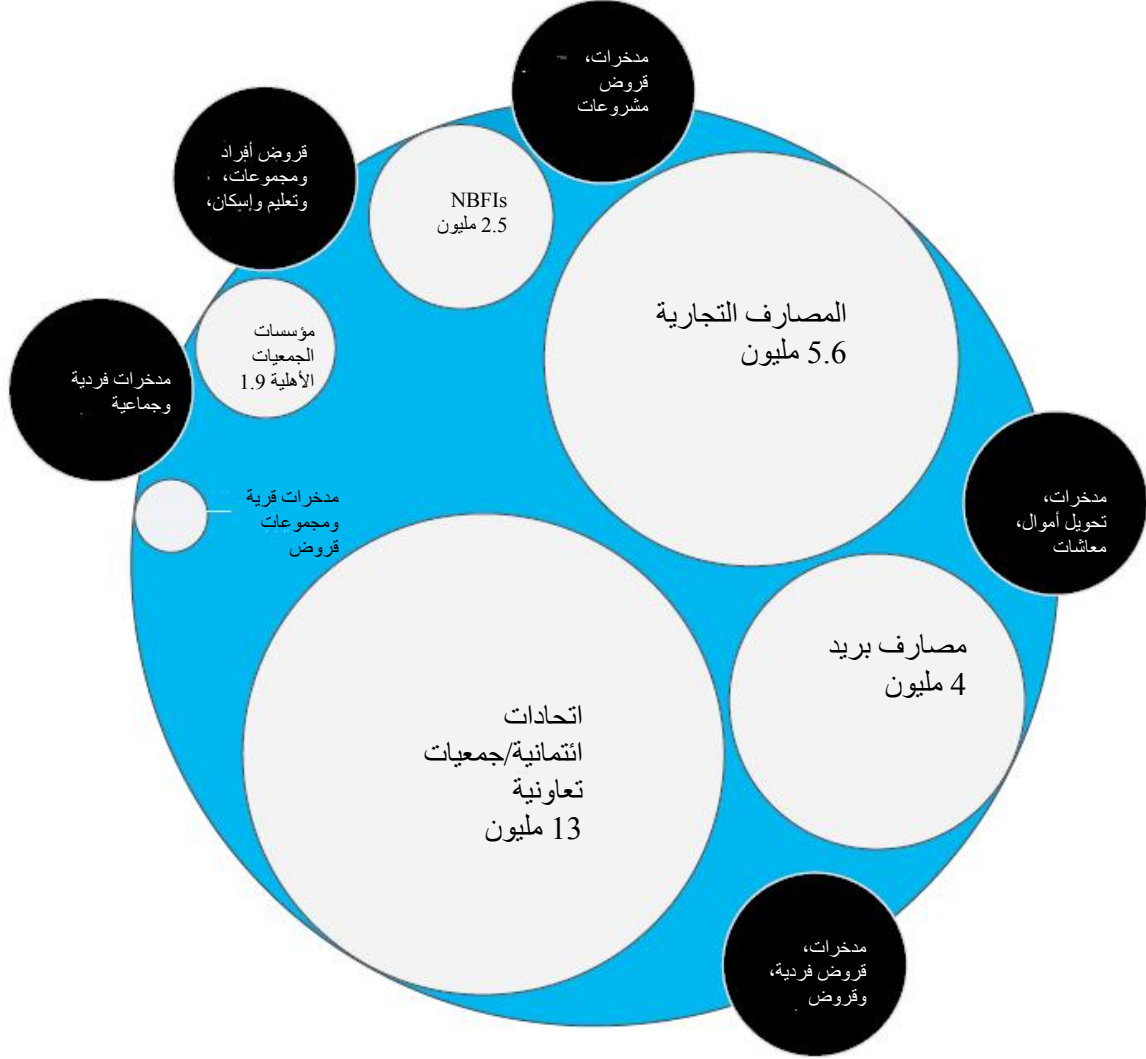 مدخرات،
قروض
مشروعات
قروض أفراد
ومجموعات،
وتعليم وإسكان،
NBFIs
2.5 مليون
المصارف التجارية
5.6 مليون
مؤسسات
الجمعيات
الأهلية 1.9
مدخرات فردية
وجماعية
مدخرات قرية
ومجموعات
قروض
مدخرات،
تحويل أموال،
معاشات
مصارف بريد
4 مليون
اتحادات
ائتمانية/جمعيات
تعاونية
13 مليون
مدخرات،
قروض فردية،
وقروض